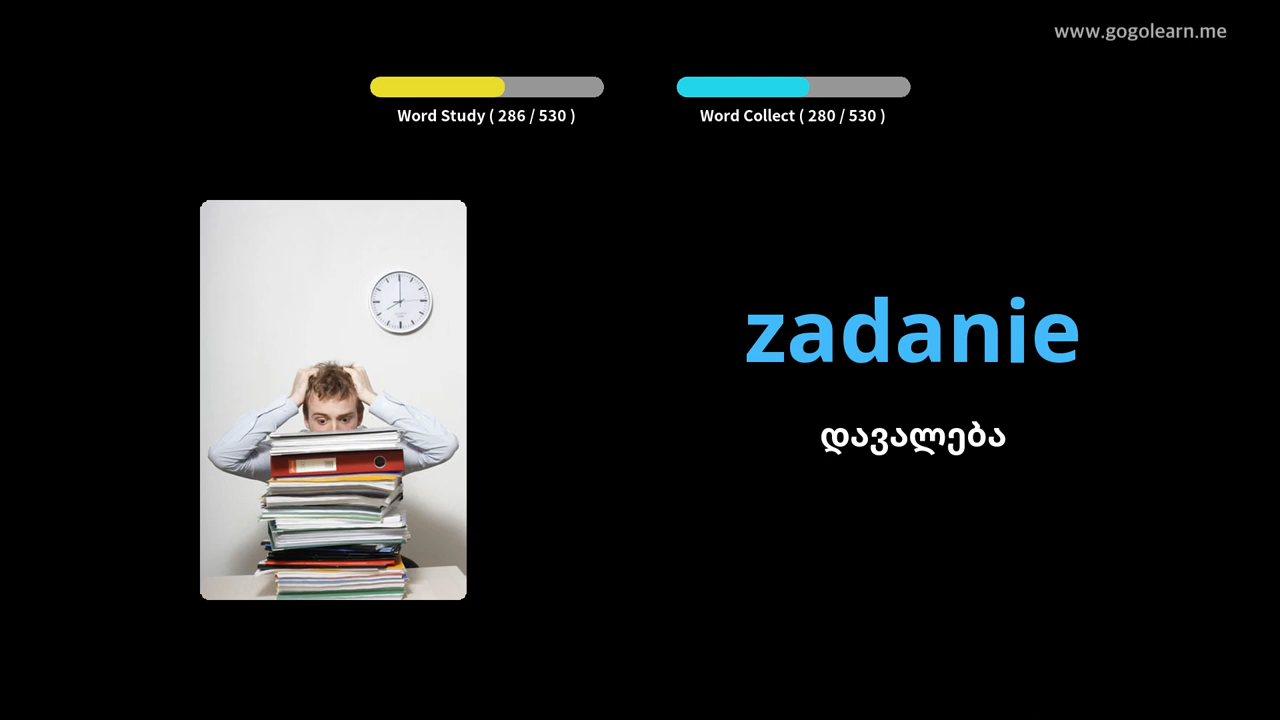 www.gogolearn.me
Word Study ( 286 / 530 )
Word Collect ( 280 / 530 )
zadanie
დავალება